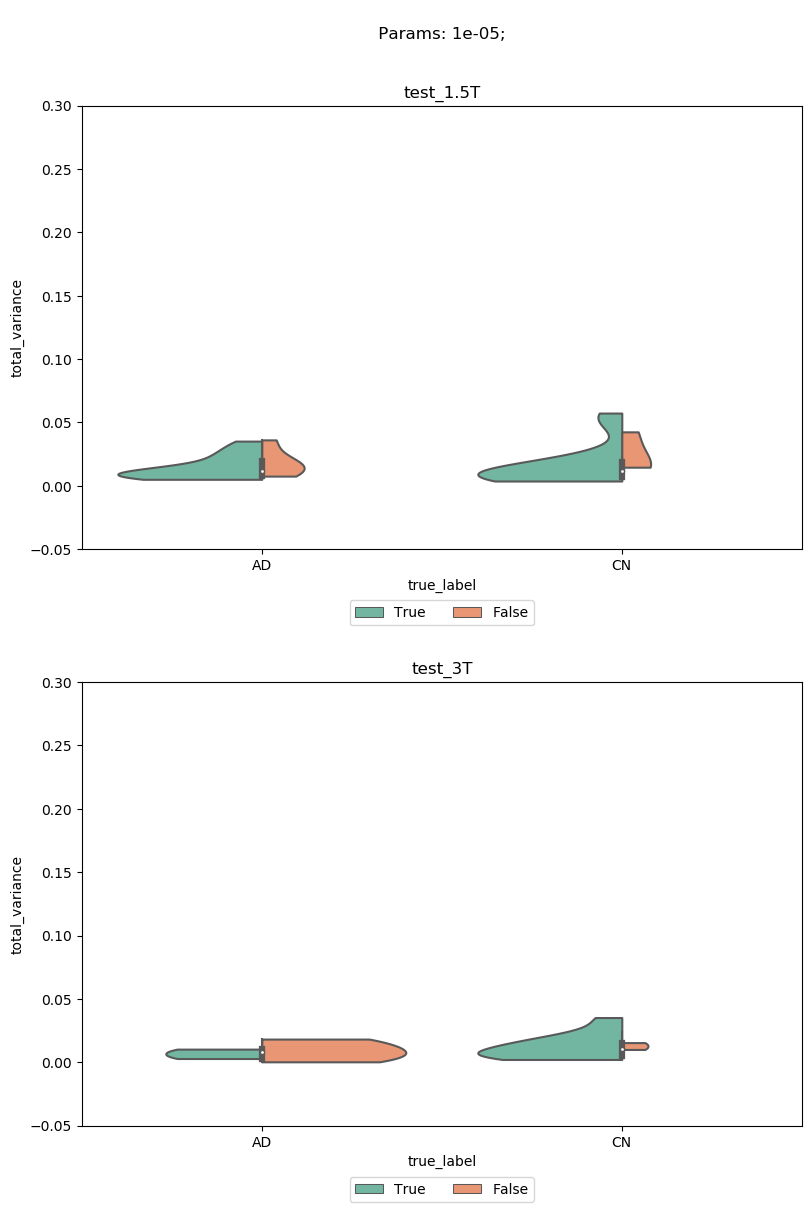 Params: 1e-05;
test_1.5T
0.30
0.25
0.20
0.15
0.10
0.05
0.00
−0.05
total_variance
AD CN
true_label
True False
test_3T
0.30
0.25
0.20
0.15
0.10
0.05
0.00
−0.05
total_variance
AD CN
true_label
True False